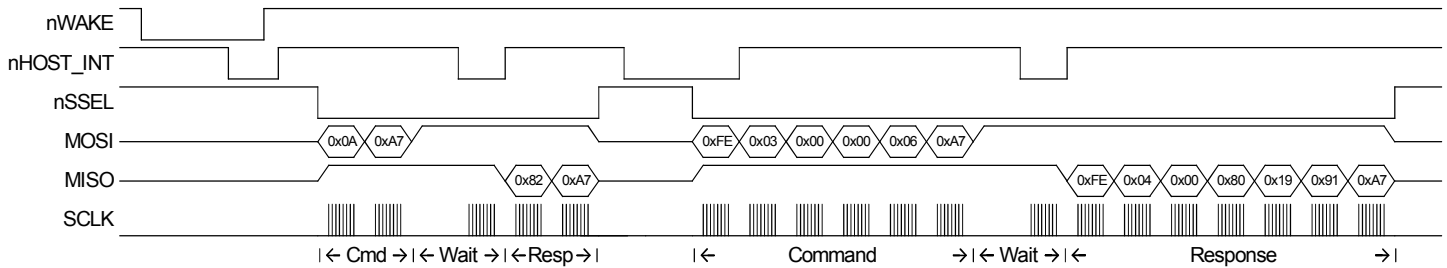 nWAKE
nHOST_INT
nSSEL
MOSI 0x0A 0xA7 0xFE 0x03 0x00 0x00 0x06 0xA7
MISO 0x82 0xA7 0xFE 0x04 0x00 0x80 0x19 0x91 0xA7
SCLK
|← Cmd →|← Wait →|←Resp→| |← Command →|← Wait →|← Response →|